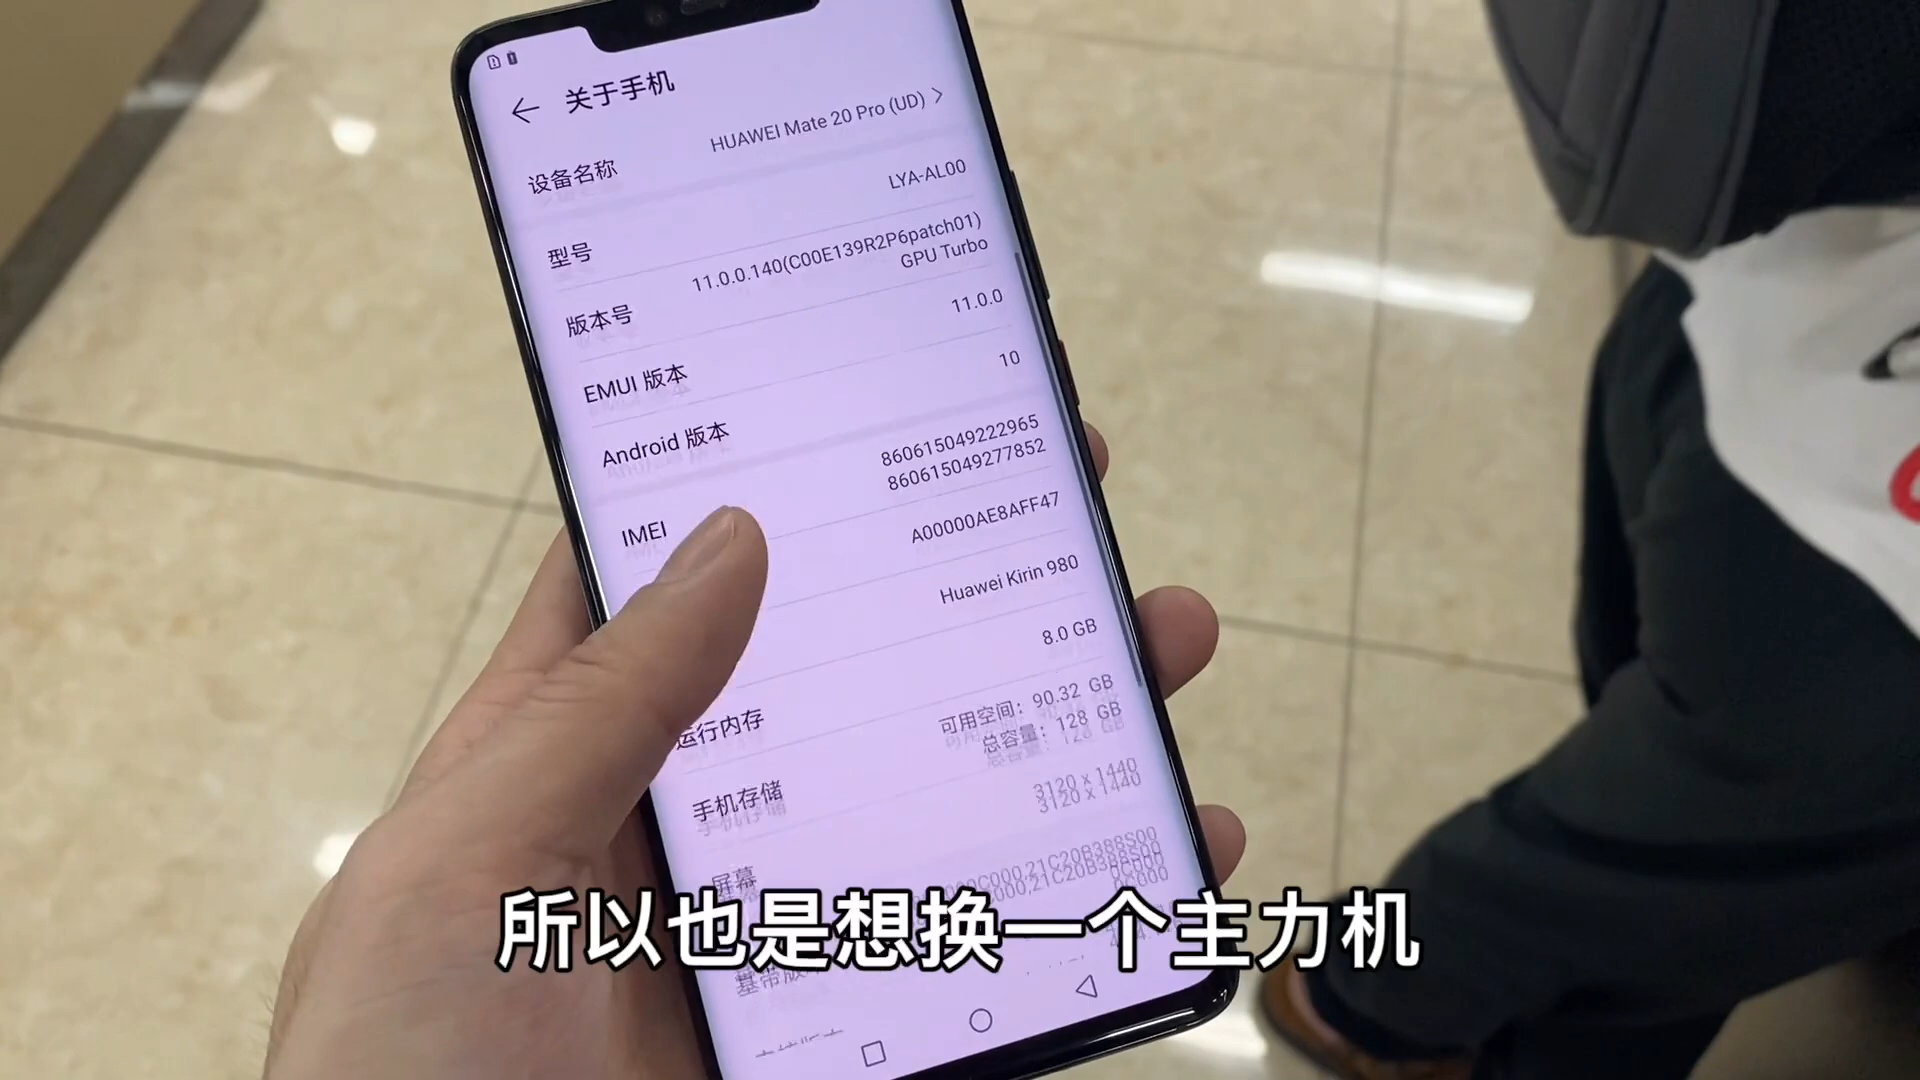 关于手机
设备名称 HUAWEI Mate 20 Pro (UD)
型号 LYA-AL00
版本号 11.0.0.140(C00E139R2P6patch01)
GPU Turbo
EMUI 版本 11.0.0
Android 版本 10
IMEI 860615049222965
860615049277852
A00000AE8AFF47
Huawei Kirin 980
运行内存 8.0 GB
手机存储 可用空间: 90.32 GB
总容量: 128 GB
屏幕 3120 x 1440
基带版
所以也是想换一个主力机